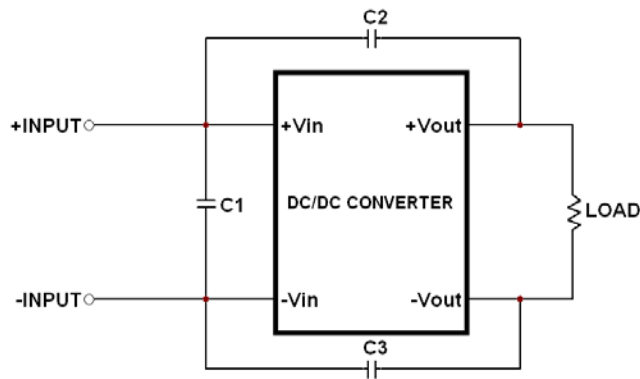 C2
+INPUT
+Vin
+Vout
C1
DC/DC CONVERTER
LOAD
-INPUT
-Vin
-Vout
C3